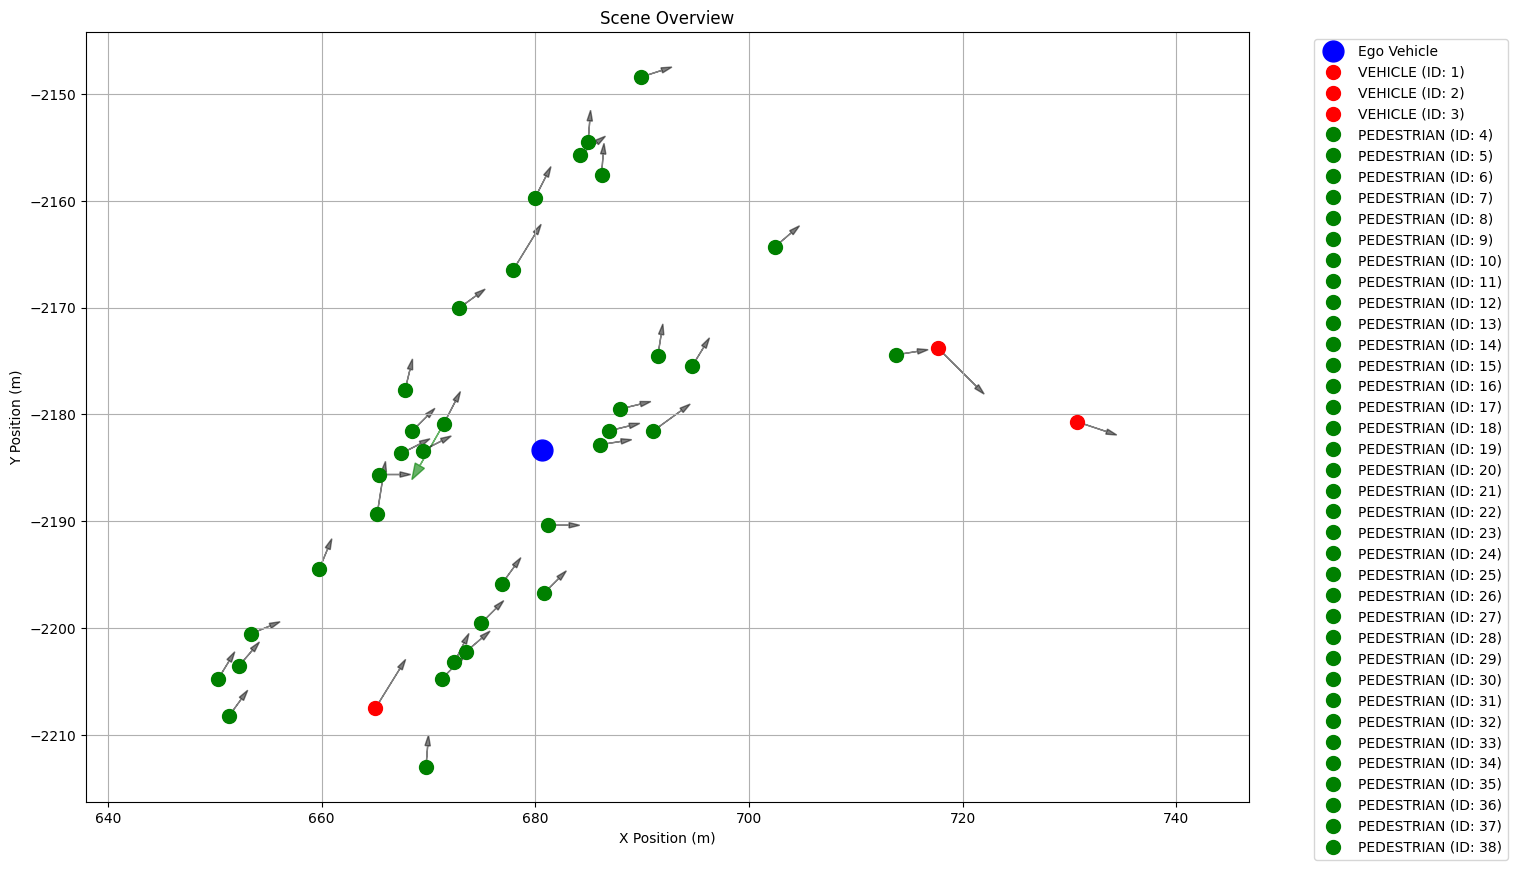 Scene Overview
Y Position (m)
−2150
−2160
−2170
−2180
−2190
−2200
−2210
640
660
680
700
720
740
X Position (m)
Ego Vehicle
VEHICLE (ID: 1)
VEHICLE (ID: 2)
VEHICLE (ID: 3)
PEDESTRIAN (ID: 4)
PEDESTRIAN (ID: 5)
PEDESTRIAN (ID: 6)
PEDESTRIAN (ID: 7)
PEDESTRIAN (ID: 8)
PEDESTRIAN (ID: 9)
PEDESTRIAN (ID: 10)
PEDESTRIAN (ID: 11)
PEDESTRIAN (ID: 12)
PEDESTRIAN (ID: 13)
PEDESTRIAN (ID: 14)
PEDESTRIAN (ID: 15)
PEDESTRIAN (ID: 16)
PEDESTRIAN (ID: 17)
PEDESTRIAN (ID: 18)
PEDESTRIAN (ID: 19)
PEDESTRIAN (ID: 20)
PEDESTRIAN (ID: 21)
PEDESTRIAN (ID: 22)
PEDESTRIAN (ID: 23)
PEDESTRIAN (ID: 24)
PEDESTRIAN (ID: 25)
PEDESTRIAN (ID: 26)
PEDESTRIAN (ID: 27)
PEDESTRIAN (ID: 28)
PEDESTRIAN (ID: 29)
PEDESTRIAN (ID: 30)
PEDESTRIAN (ID: 31)
PEDESTRIAN (ID: 32)
PEDESTRIAN (ID: 33)
PEDESTRIAN (ID: 34)
PEDESTRIAN (ID: 35)
PEDESTRIAN (ID: 36)
PEDESTRIAN (ID: 37)
PEDESTRIAN (ID: 38)